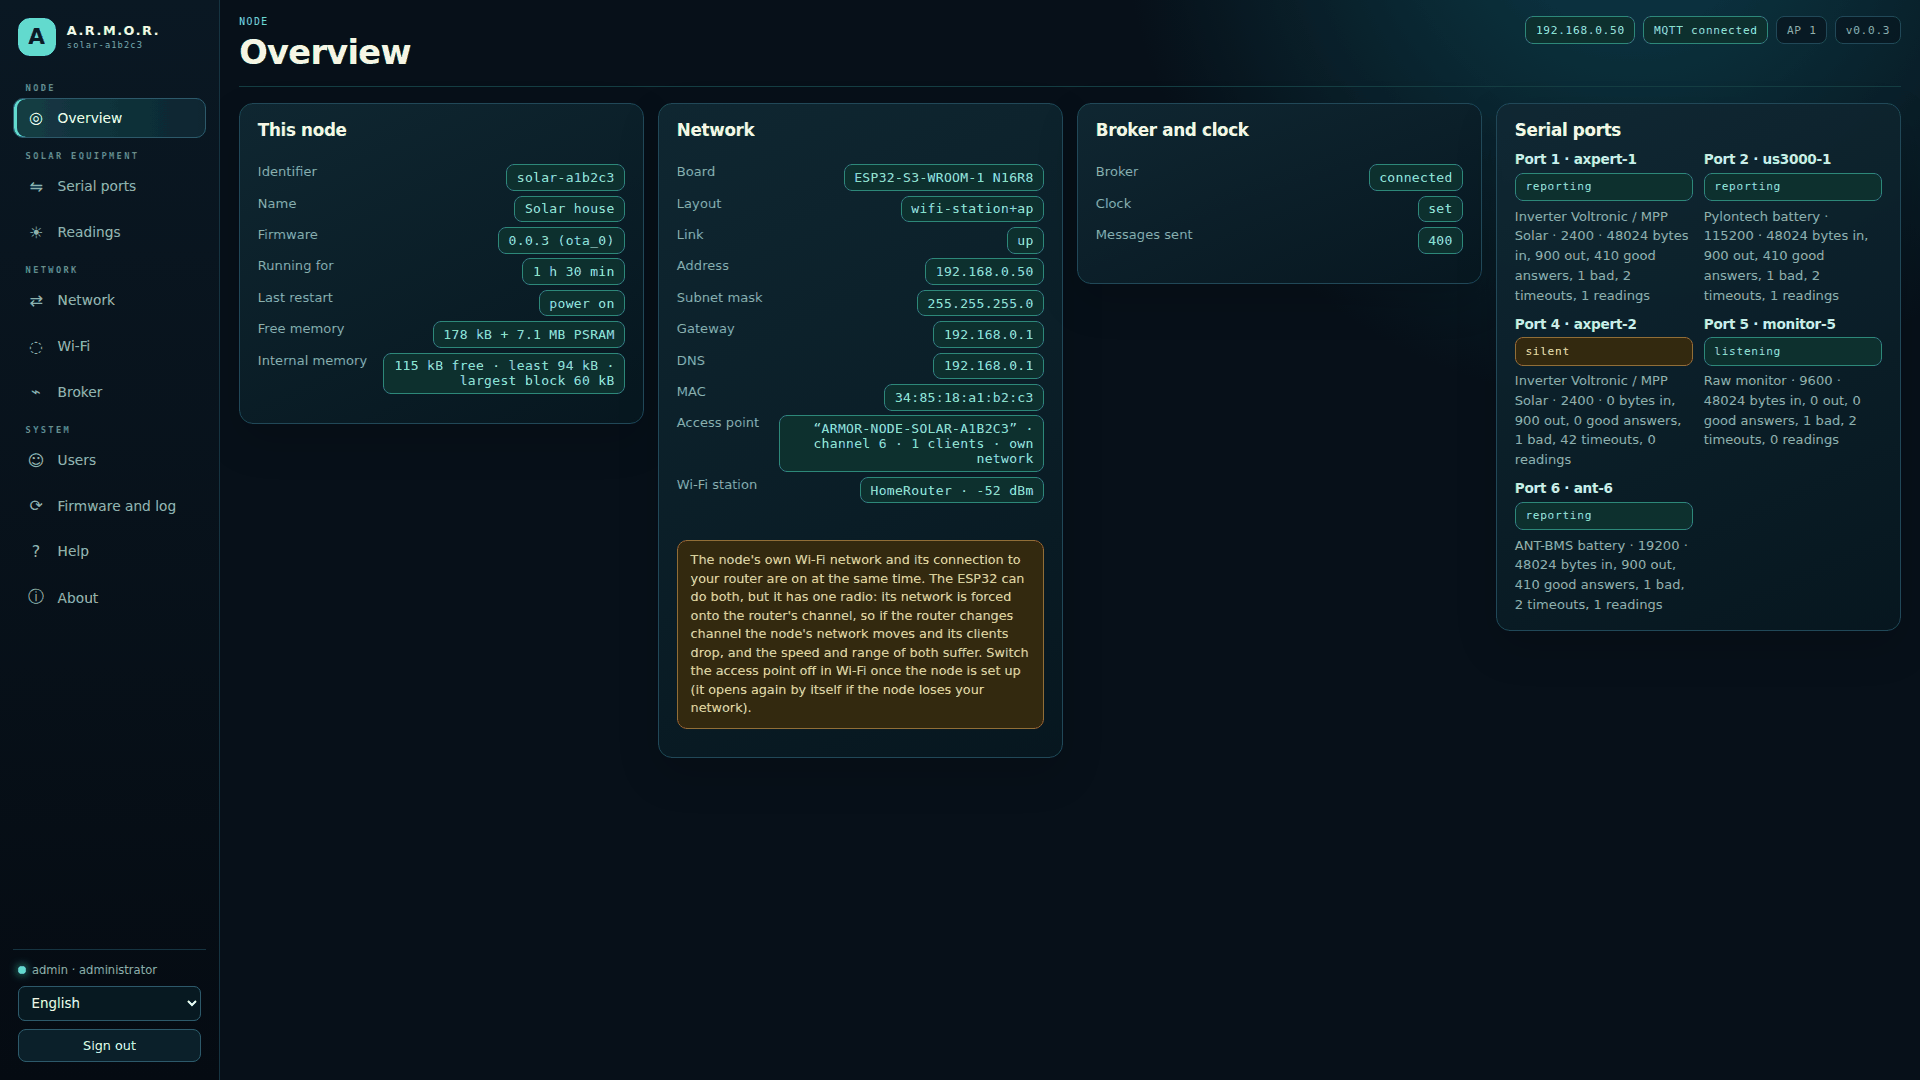 A
A.R.M.O.R.
solar-a1b2c3
NODE
◎ Overview
SOLAR EQUIPMENT
⇋ Serial ports
☀ Readings
NETWORK
⇄ Network
◌ Wi-Fi
⌁ Broker
SYSTEM
☺ Users
⟳ Firmware and log
? Help
ⓘ About
admin · administrator
English
Sign out
NODE
Overview
192.168.0.50
MQTT connected
AP 1
v0.0.3
This node
Identifier solar-a1b2c3
Name Solar house
Firmware 0.0.3 (ota_0)
Running for 1 h 30 min
Last restart power on
Free memory 178 kB + 7.1 MB PSRAM
Internal memory 115 kB free · least 94 kB ·
largest block 60 kB
Network
Board ESP32-S3-WROOM-1 N16R8
Layout wifi-station+ap
Link up
Address 192.168.0.50
Subnet mask 255.255.255.0
Gateway 192.168.0.1
DNS 192.168.0.1
MAC 34:85:18:a1:b2:c3
Access point “ARMOR-NODE-SOLAR-A1B2C3” ·
channel 6 · 1 clients · own
network
Wi-Fi station HomeRouter · -52 dBm
The node's own Wi-Fi network and its connection to
your router are on at the same time. The ESP32 can
do both, but it has one radio: its network is forced
onto the router's channel, so if the router changes
channel the node's network moves and its clients
drop, and the speed and range of both suffer. Switch
the access point off in Wi-Fi once the node is set up
(it opens again by itself if the node loses your
network).
Broker and clock
Broker connected
Clock set
Messages sent 400
Serial ports
Port 1 · axpert-1
reporting
Inverter Voltronic / MPP
Solar · 2400 · 48024 bytes
in, 900 out, 410 good
answers, 1 bad, 2
timeouts, 1 readings
Port 2 · us3000-1
reporting
Pylontech battery ·
115200 · 48024 bytes in,
900 out, 410 good
answers, 1 bad, 2
timeouts, 1 readings
Port 4 · axpert-2
silent
Inverter Voltronic / MPP
Solar · 2400 · 0 bytes in,
900 out, 0 good answers,
1 bad, 42 timeouts, 0
readings
Port 5 · monitor-5
listening
Raw monitor · 9600 ·
48024 bytes in, 0 out, 0
good answers, 1 bad, 2
timeouts, 0 readings
Port 6 · ant-6
reporting
ANT-BMS battery · 19200 ·
48024 bytes in, 900 out,
410 good answers, 1 bad,
2 timeouts, 1 readings